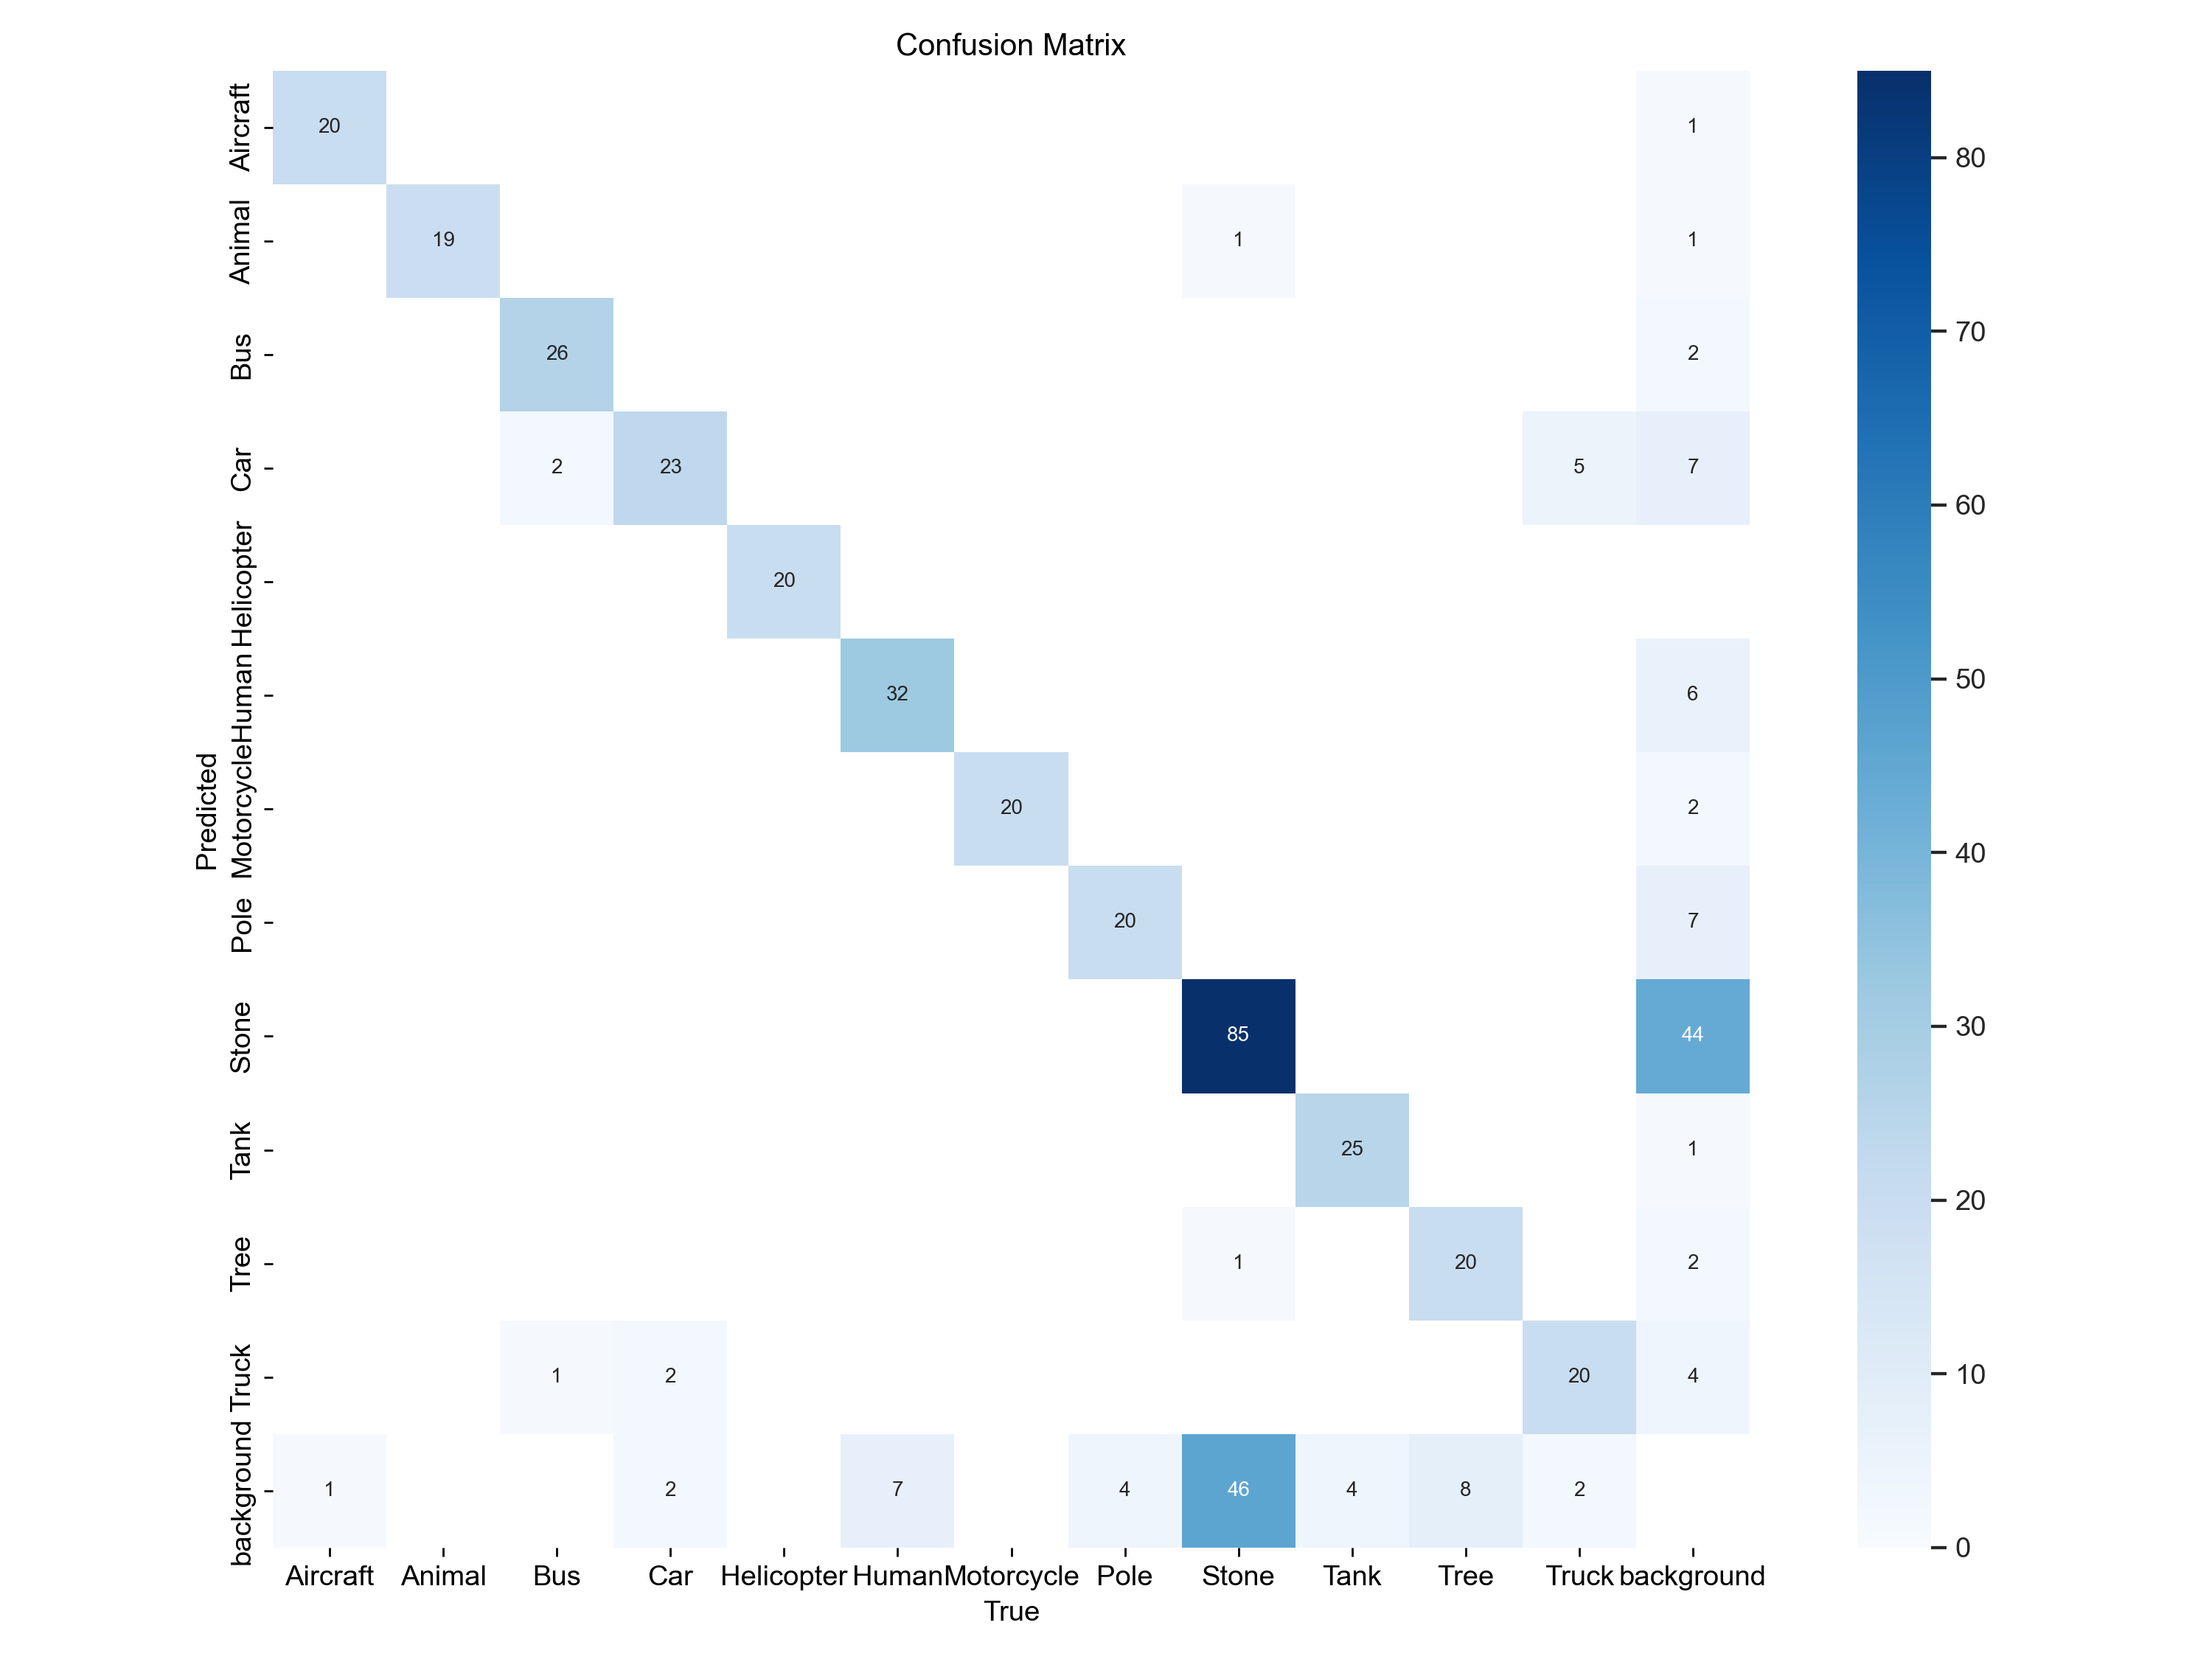 Confusion Matrix
Aircraft 20 1
Animal 19 1 1
Bus 26 2
Car 2 23 5 7
Helicopter 20
Human 32 6
Motorcycle 20 2
Pole 20 7
Stone 85 44
Tank 25 1
Tree 1 20 2
Truck 1 2 20 4
background 1 2 7 4 46 4 8 2
Predicted
Aircraft Animal Bus Car Helicopter Human Motorcycle Pole Stone Tank Tree Truck background
True
80
70
60
50
40
30
20
10
0